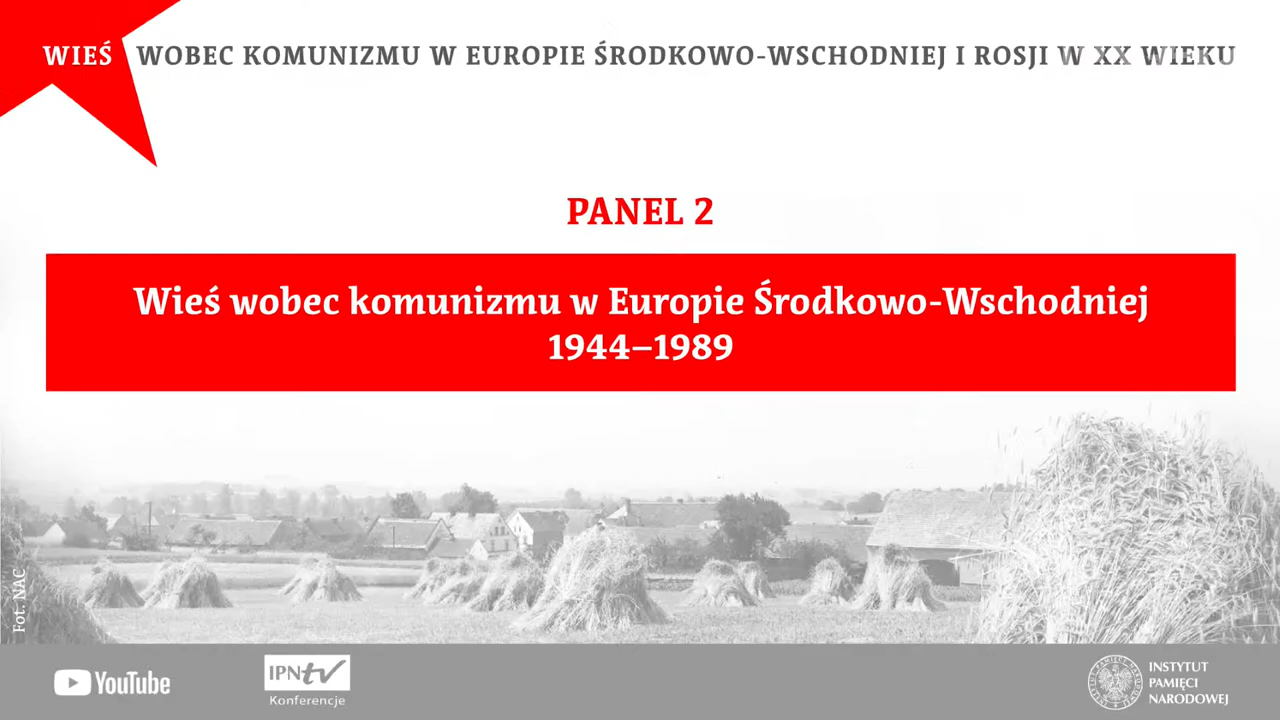 WIEŚ WOBEC KOMUNIZMU W EUROPIE ŚRODKOWO-WSCHODNIEJ I ROSJI W XX WIEKU
PANEL 2
Wieś wobec komunizmu w Europie Środkowo-Wschodniej
1944–1989
Fot. NAC
YouTube
IPNtv
Konferencje
INSTYTUT
PAMIĘCI
NARODOWEJ